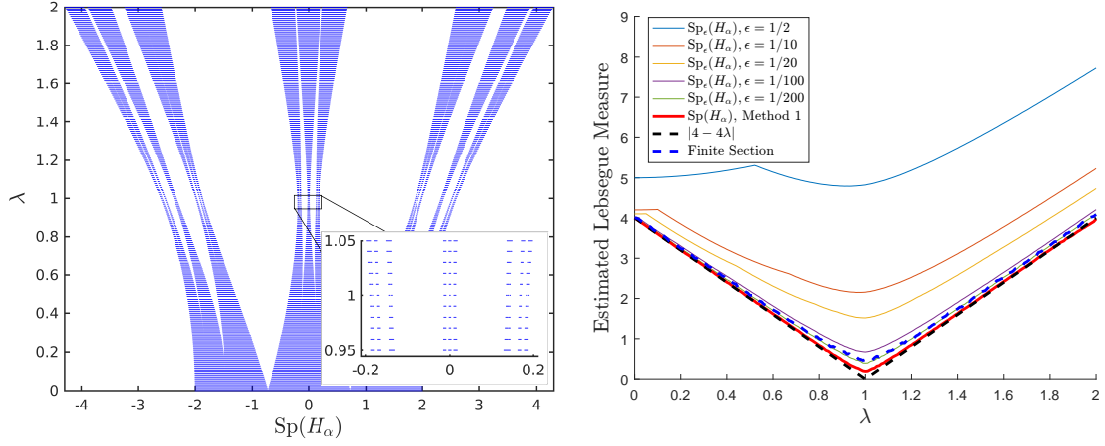 2
1.8
1.6
1.4
1.2
1
0.8
0.6
0.4
0.2
0
λ
-4 -3 -2 -1 0 1 2 3 4
Sp(H_α)
1.05
1
0.95
-0.2 0 0.2
9
8
7
6
5
4
3
2
1
0
Estimated Lebsegue Measure
Sp_ϵ(H_α), ϵ = 1/2
Sp_ϵ(H_α), ϵ = 1/10
Sp_ϵ(H_α), ϵ = 1/20
Sp_ϵ(H_α), ϵ = 1/100
Sp_ϵ(H_α), ϵ = 1/200
Sp(H_α), Method 1
|4 − 4λ|
Finite Section
0 0.2 0.4 0.6 0.8 1 1.2 1.4 1.6 1.8 2
λ